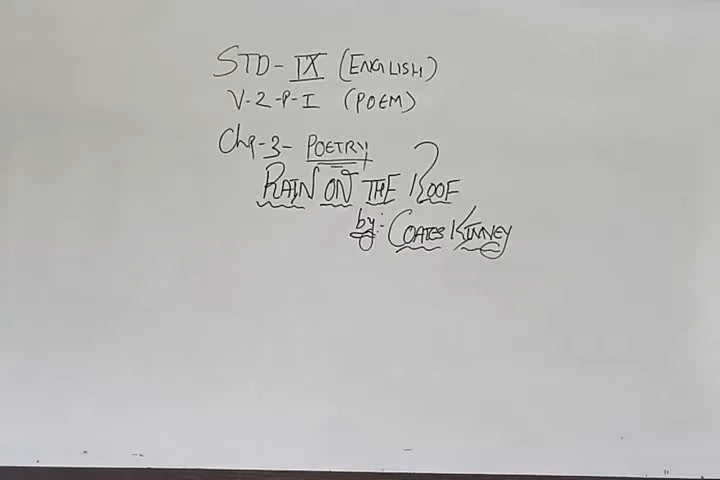 STD-IX (ENGLISH)
V-2-P-I (POEM)
Chp-3- POETRY
RAIN ON THE ROOF
by: COATES KINNEY